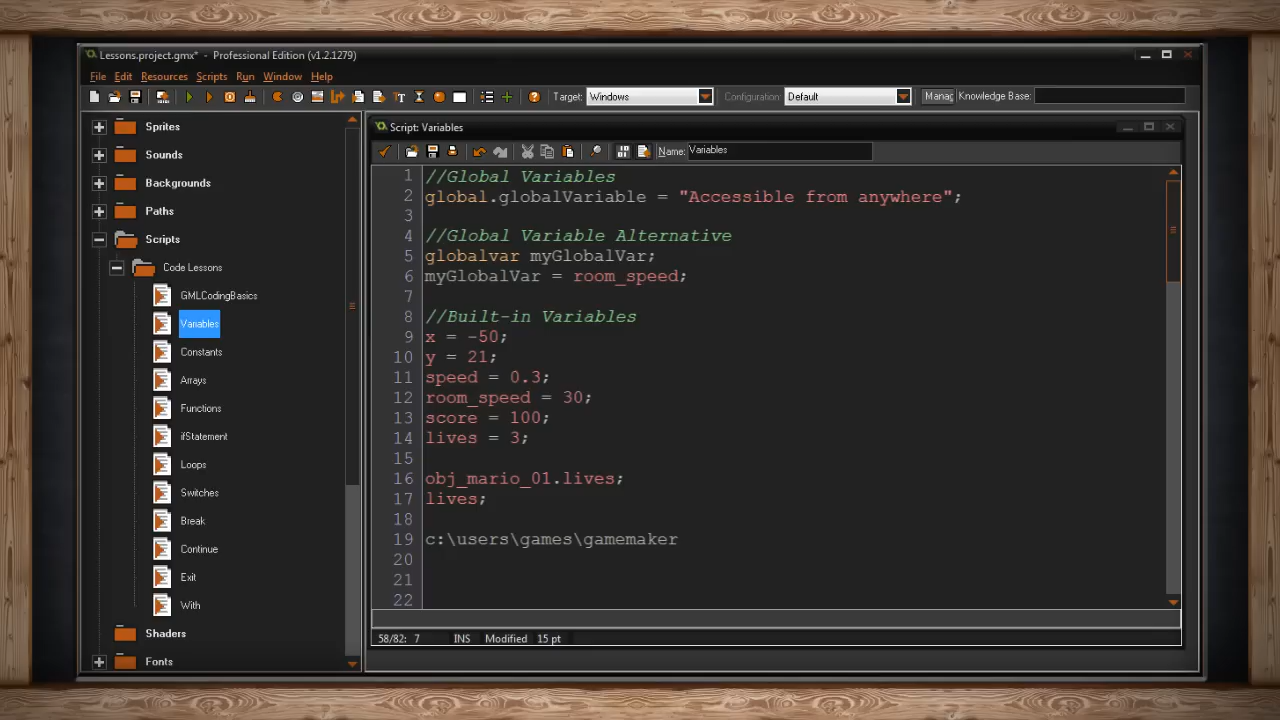 Lessons.project.gmx* - Professional Edition (v1.2.1279)
File Edit Resources Scripts Run Window Help
Target: Windows Configuration: Default Manag Knowledge Base:
Sprites
Sounds
Backgrounds
Paths
Scripts
Code Lessons
GMLCodingBasics
Variables
Constants
Arrays
Functions
ifStatement
Loops
Switches
Break
Continue
Exit
With
Shaders
Fonts
Script: Variables
Name: Variables
1 //Global Variables
2 global.globalVariable = "Accessible from anywhere";
3
4 //Global Variable Alternative
5 globalvar myGlobalVar;
6 myGlobalVar = room_speed;
7
8 //Built-in Variables
9 x = -50;
10 y = 21;
11 speed = 0.3;
12 room_speed = 30;
13 score = 100;
14 lives = 3;
15
16 obj_mario_01.lives;
17 lives;
18
19 c:\users\games\gamemaker
20
21
22
58/82: 7 INS Modified 15 pt